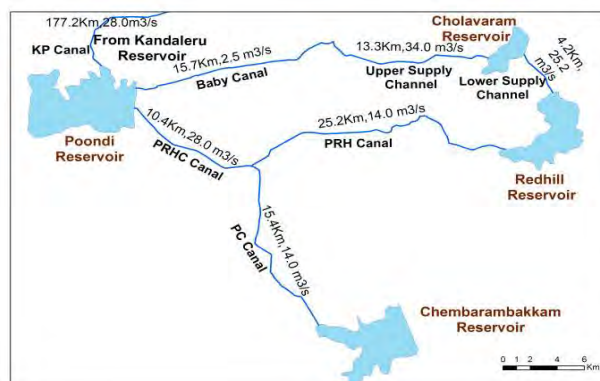 177.2Km,28.0m3/s
From Kandaleru
Reservoir
KP Canal
15.7Km,2.5 m3/s
Baby Canal
13.3Km,34.0 m3/s
Upper Supply
Channel
Cholavaram
Reservoir
4.2Km,
25.2
m3/s
Lower Supply
Channel
Poondi
Reservoir
10.4Km,28.0 m3/s
PRHC Canal
25.2Km,14.0 m3/s
PRH Canal
Redhill
Reservoir
15.4Km,14.0 m3/s
PC Canal
Chembarambakkam
Reservoir
0 1 2 4 6
Km